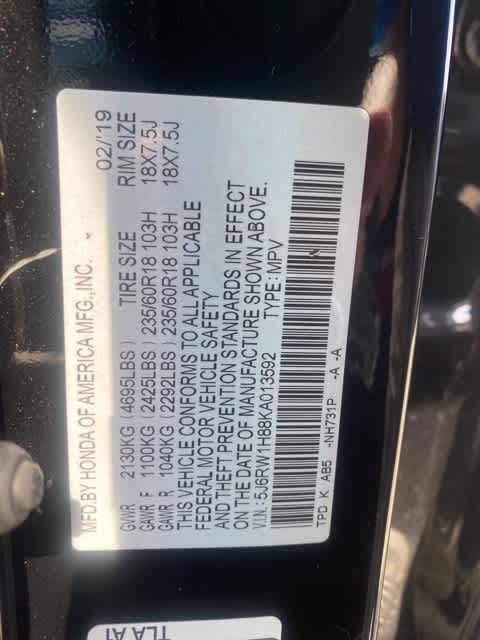 MFD.BY HONDA OF AMERICA MFG.,INC. 02/'19
TIRE SIZE RIM SIZE
GVWR 2130KG (4695LBS)
GAWR F 1100KG (2425LBS) 235/60R18 103H 18X7.5J
GAWR R 1040KG (2292LBS) 235/60R18 103H 18X7.5J
THIS VEHICLE CONFORMS TO ALL APPLICABLE
FEDERAL MOTOR VEHICLE SAFETY
AND THEFT PREVENTION STANDARDS IN EFFECT
ON THE DATE OF MANUFACTURE SHOWN ABOVE.
V.I.N.:5J6RW1H88KA013592 TYPE:MPV
TPD K AB5 -NH731P -A -A
TLA A1